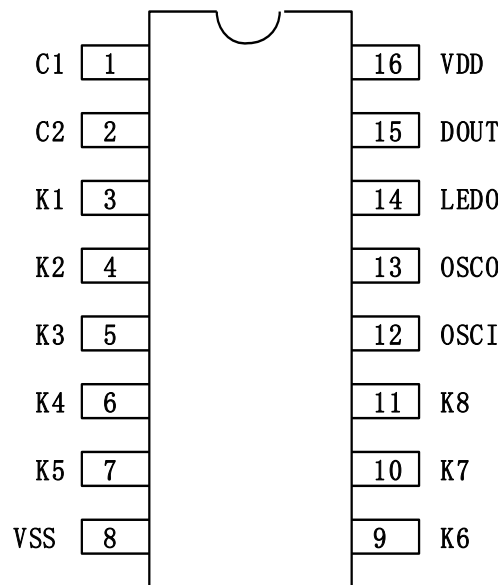 C1 1 16 VDD
C2 2 15 DOUT
K1 3 14 LEDO
K2 4 13 OSCO
K3 5 12 OSCI
K4 6 11 K8
K5 7 10 K7
VSS 8 9 K6